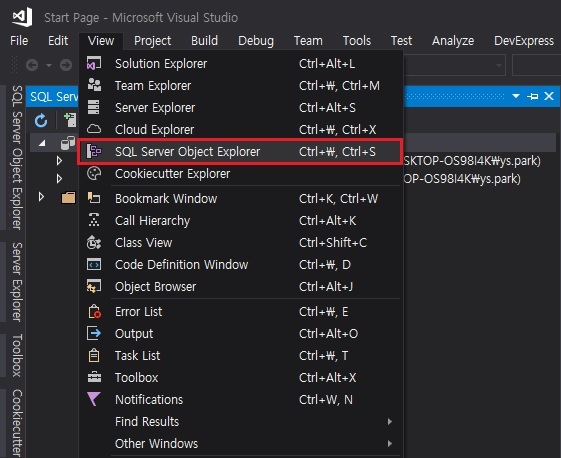 Start Page - Microsoft Visual Studio
File Edit View Project Build Debug Team Tools Test Analyze DevExpress
SQL Serv
Solution Explorer Ctrl+Alt+L
Team Explorer Ctrl+₩, Ctrl+M
Server Explorer Ctrl+Alt+S
Cloud Explorer Ctrl+₩, Ctrl+X
SQL Server Object Explorer Ctrl+₩, Ctrl+S
SKTOP-OS98I4K₩ys.park)
Cookiecutter Explorer
TOP-OS98I4K₩ys.park)
Bookmark Window Ctrl+K, Ctrl+W
Call Hierarchy Ctrl+Alt+K
Class View Ctrl+Shift+C
Code Definition Window Ctrl+₩, D
Object Browser Ctrl+Alt+J
Error List Ctrl+₩, E
Output Ctrl+Alt+O
Task List Ctrl+₩, T
Toolbox Ctrl+Alt+X
Notifications Ctrl+W, N
Find Results
Other Windows
SQL Server Object Explorer
Server Explorer
Toolbox
Cookiecutter